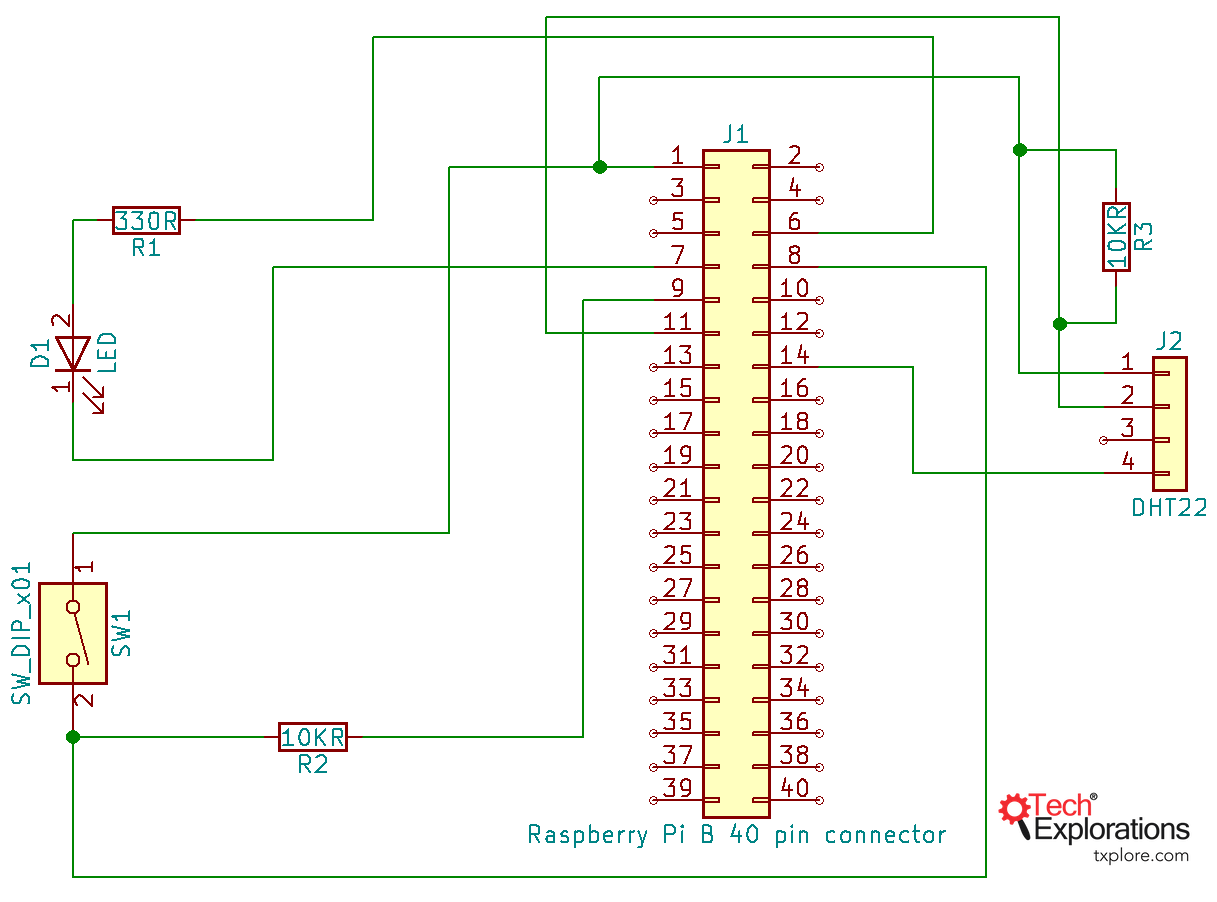 J1
1 2
3 4
5 6
7 8
9 10
11 12
13 14
15 16
17 18
19 20
21 22
23 24
25 26
27 28
29 30
31 32
33 34
35 36
37 38
39 40
Raspberry Pi B 40 pin connector
330R
R1
D1
2
1
LED
SW_DIP_x01
1
2
SW1
10KR
R2
10KR
R3
J2
1
2
3
4
DHT22
Tech®
Explorations
txplore.com